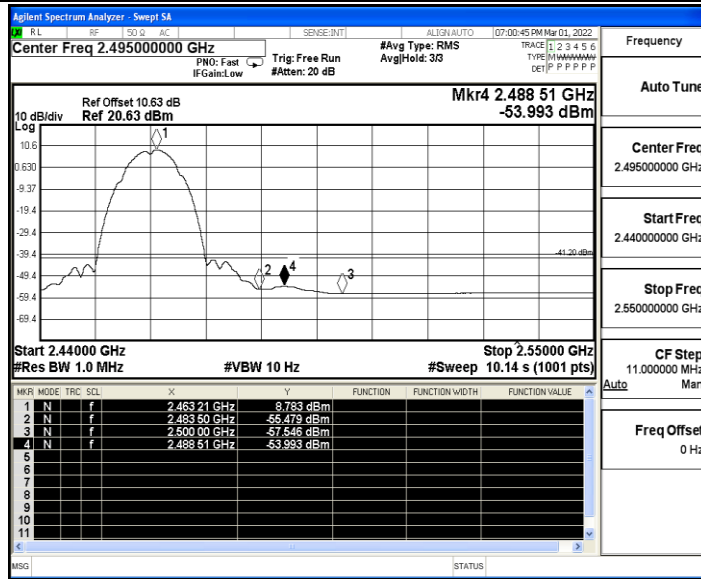 Agilent Spectrum Analyzer - Swept SA
RL RF 50 Ω AC SENSE:INT ALIGNAUTO 07:00:45 PM Mar 01, 2022
Center Freq 2.495000000 GHz
PNO: Fast
IFGain:Low
Trig: Free Run
#Atten: 20 dB
#Avg Type: RMS
Avg|Hold: 3/3
TRACE 1 2 3 4 5 6
TYPE MWWWWW
DET P P P P P P
Mkr4 2.488 51 GHz
-53.993 dBm
Ref Offset 10.63 dB
10 dB/div Ref 20.63 dBm
Log
10.6
0.630
-9.37
-19.4
-29.4
-39.4
-49.4
-59.4
-69.4
1
2
4
3
-41.20 dBm
Start 2.44000 GHz Stop 2.55000 GHz
#Res BW 1.0 MHz #VBW 10 Hz #Sweep 10.14 s (1001 pts)
MKR MODE TRC SCL X Y FUNCTION FUNCTION WIDTH FUNCTION VALUE
1 N f 2.463 21 GHz 8.783 dBm
2 N f 2.483 50 GHz -55.479 dBm
3 N f 2.500 00 GHz -57.546 dBm
4 N f 2.488 51 GHz -53.993 dBm
5
6
7
8
9
10
11
MSG STATUS
Frequency
Auto Tune
Center Freq
2.495000000 GHz
Start Freq
2.440000000 GHz
Stop Freq
2.550000000 GHz
CF Step
11.000000 MHz
Auto Man
Freq Offset
0 Hz